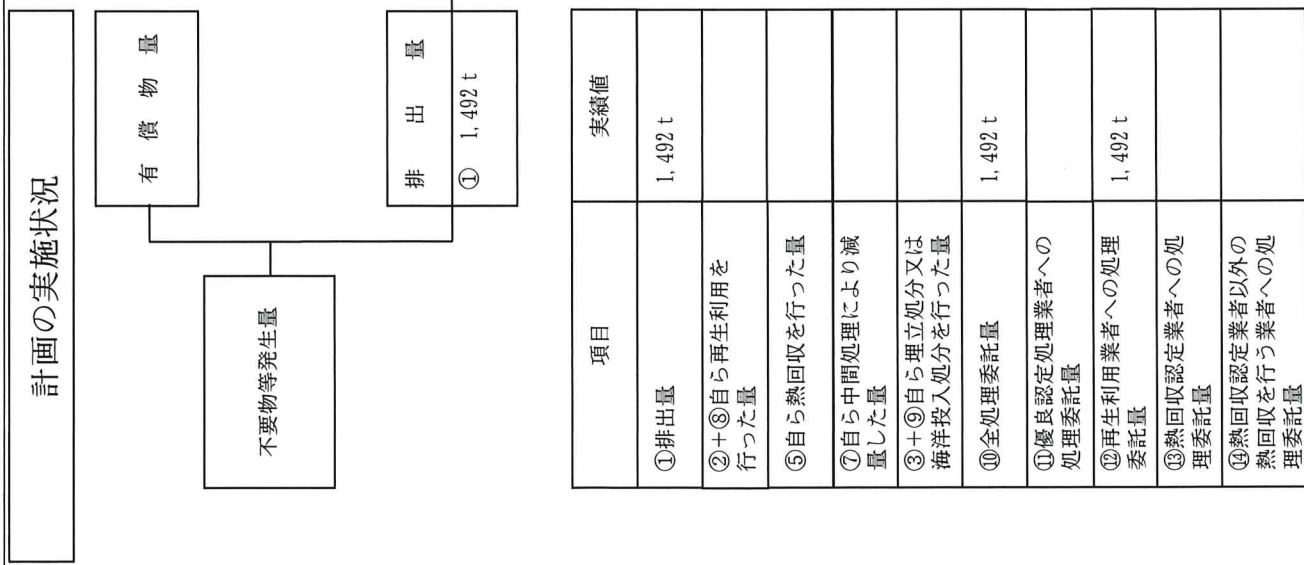 計画の実施状況
有償物量
不要物等発生量
排出量
① 1,492 t
項目 実績値
①排出量 1,492 t
②+⑧自ら再生利用を
行った量
⑤自ら熱回収を行った量
⑦自ら中間処理により減
量した量
③+⑨自ら埋立処分又は
海洋投入処分を行った量
⑩全処理委託量 1,492 t
⑪優良認定処理業者への
処理委託量
⑫再生利用業者への処理
委託量 1,492 t
⑬熱回収認定業者への処
理委託量
⑭熱回収認定業者以外の
熱回収を行う業者への処
理委託量